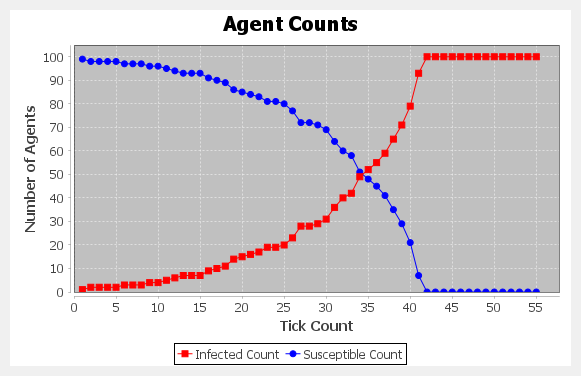 Agent Counts
Number of Agents
100
90
80
70
60
50
40
30
20
10
0
0 5 10 15 20 25 30 35 40 45 50 55
Tick Count
Infected Count Susceptible Count